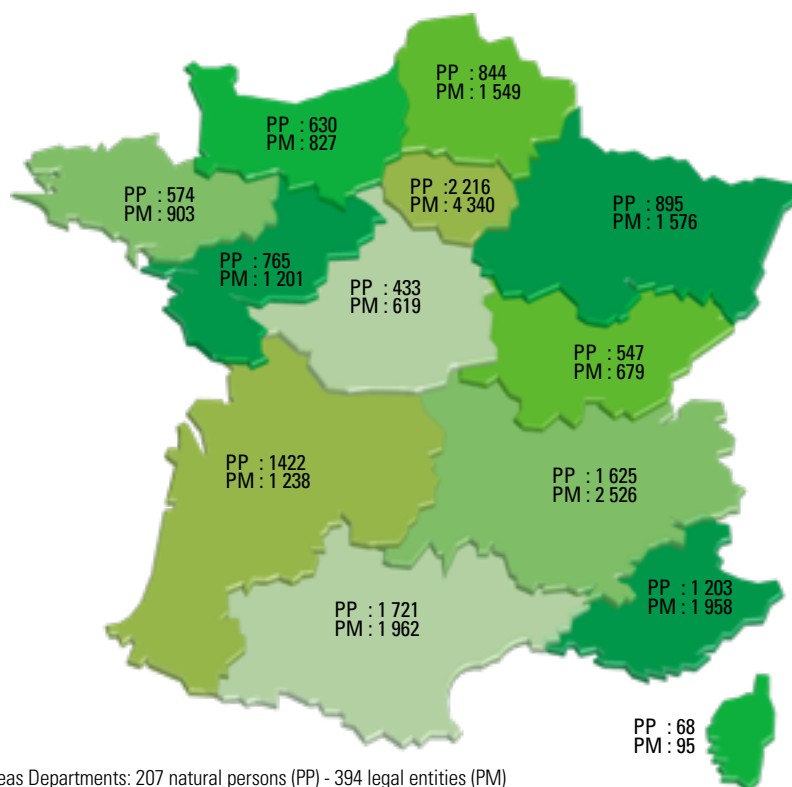 PP : 844
PM : 1 549
PP : 630
PM : 827
PP :2 216
PM : 4 340
PP : 574
PM : 903
PP : 895
PM : 1 576
PP : 765
PM : 1 201
PP : 433
PM : 619
PP : 547
PM : 679
PP : 1422
PM : 1 238
PP : 1 625
PM : 2 526
PP : 1 203
PM : 1 958
PP : 1 721
PM : 1 962
PP : 68
PM : 95
eas Departments: 207 natural persons (PP) - 394 legal entities (PM)